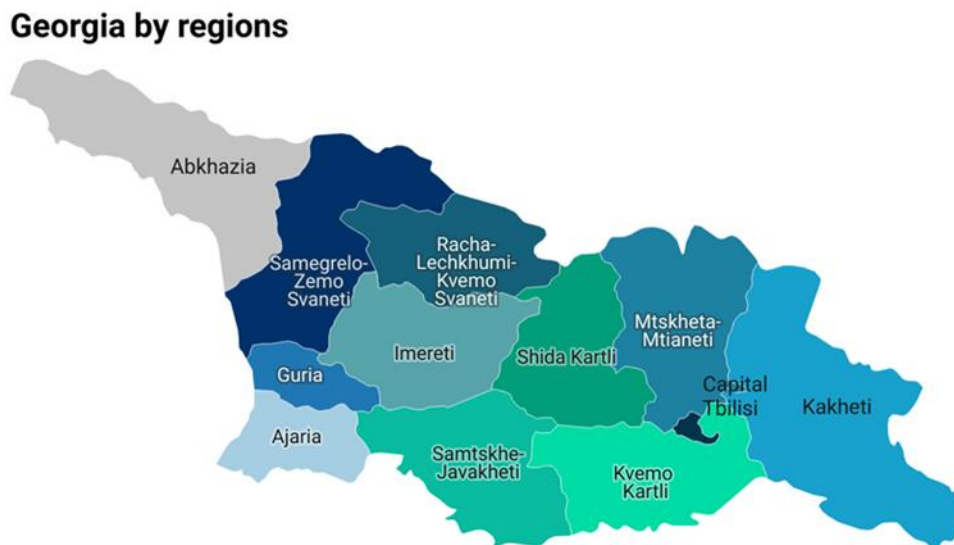 Georgia by regions
Abkhazia
Samegrelo-
Zemo
Svaneti
Racha-
Lechkhumi-
Kvemo
Svaneti
Mtskheta-
Mtianeti
Imereti
Shida Kartli
Guria
Capital
Tbilisi
Kakheti
Ajaria
Samtskhe-
Javakheti
Kvemo
Kartli